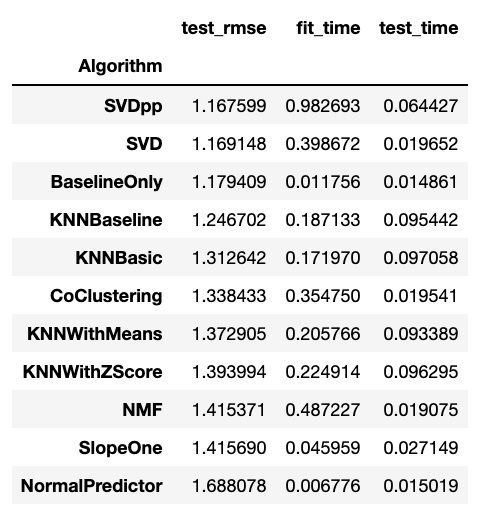 test_rmse fit_time test_time
Algorithm
SVDpp 1.167599 0.982693 0.064427
SVD 1.169148 0.398672 0.019652
BaselineOnly 1.179409 0.011756 0.014861
KNNBaseline 1.246702 0.187133 0.095442
KNNBasic 1.312642 0.171970 0.097058
CoClustering 1.338433 0.354750 0.019541
KNNWithMeans 1.372905 0.205766 0.093389
KNNWithZScore 1.393994 0.224914 0.096295
NMF 1.415371 0.487227 0.019075
SlopeOne 1.415690 0.045959 0.027149
NormalPredictor 1.688078 0.006776 0.015019